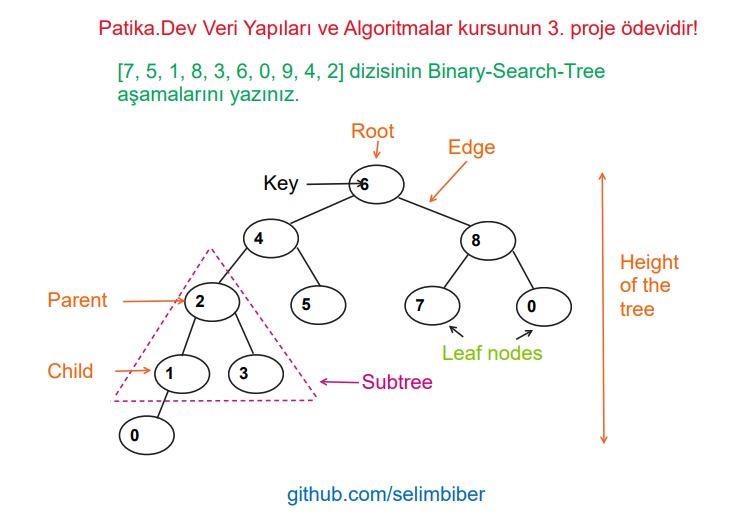 Patika.Dev Veri Yapıları ve Algoritmalar kursunun 3. proje ödevidir!
[7, 5, 1, 8, 3, 6, 0, 9, 4, 2] dizisinin Binary-Search-Tree
aşamalarını yazınız.
Root
Edge
Key
6
4
8
Height
of the
tree
Parent
2
5
7
0
Leaf nodes
Child
1
3
Subtree
0
github.com/selimbiber